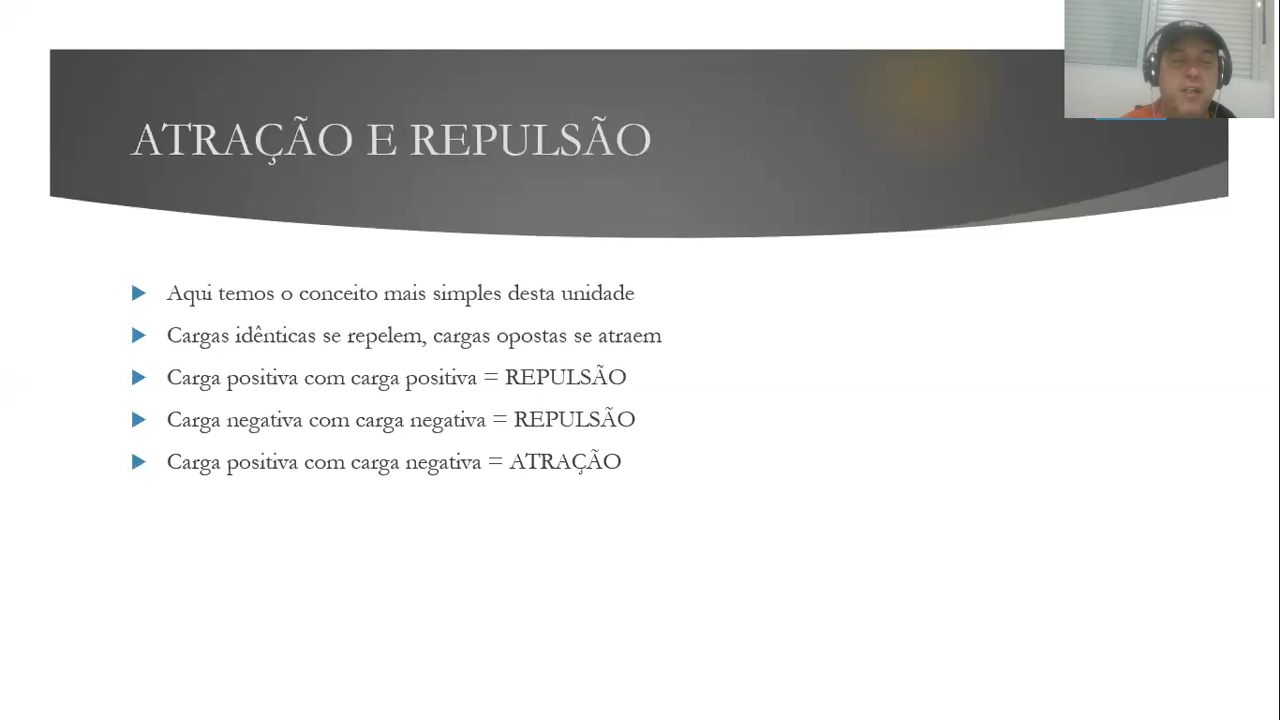 ATRAÇÃO E REPULSÃO
Aqui temos o conceito mais simples desta unidade
Cargas idênticas se repelem, cargas opostas se atraem
Carga positiva com carga positiva = REPULSÃO
Carga negativa com carga negativa = REPULSÃO
Carga positiva com carga negativa = ATRAÇÃO